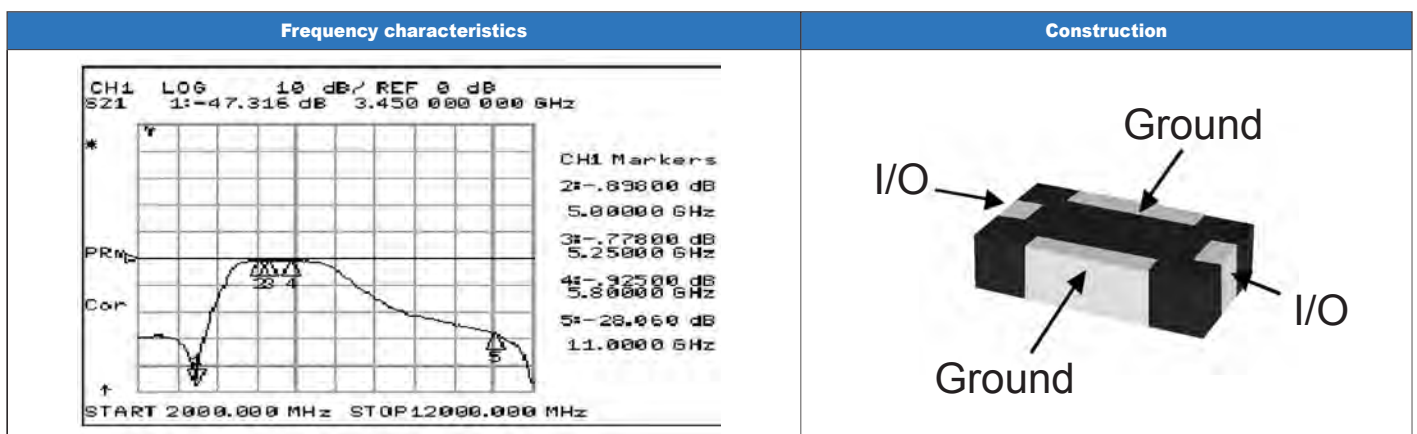 Frequency characteristics
Construction
CH1 LOG 10 dB/ REF 0 dB
S21 1:-47.316 dB 3.450 000 000 GHz
*
PRm
Cor
↑
2 3 4
5
CH1 Markers
2:-.89800 dB
5.00000 GHz
3:-.77800 dB
5.25000 GHz
4:-.92500 dB
5.80000 GHz
5:-28.060 dB
11.0000 GHz
START 2000.000 MHz STOP12000.000 MHz
Ground
I/O
I/O
Ground